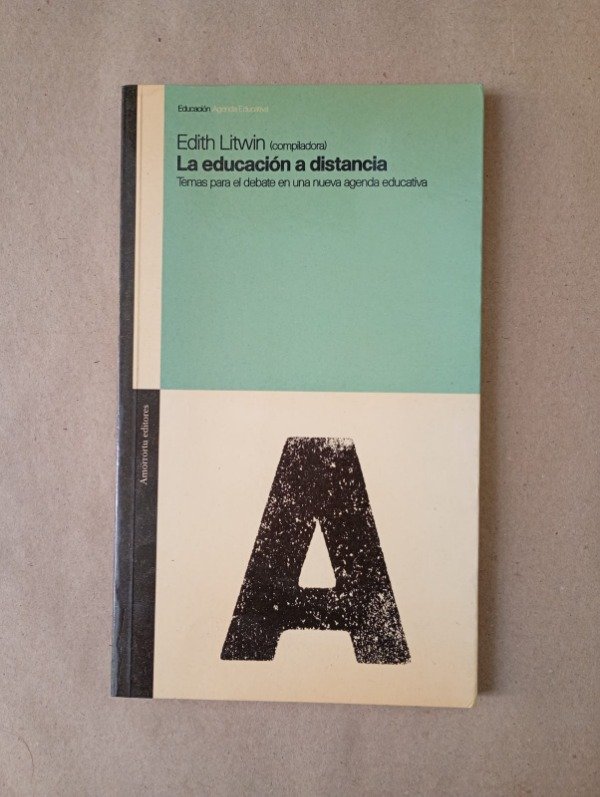 Educación Agenda Educativa
Edith Litwin (compiladora)
La educación a distancia
Temas para el debate en una nueva agenda educativa
Amorrortu editores
A